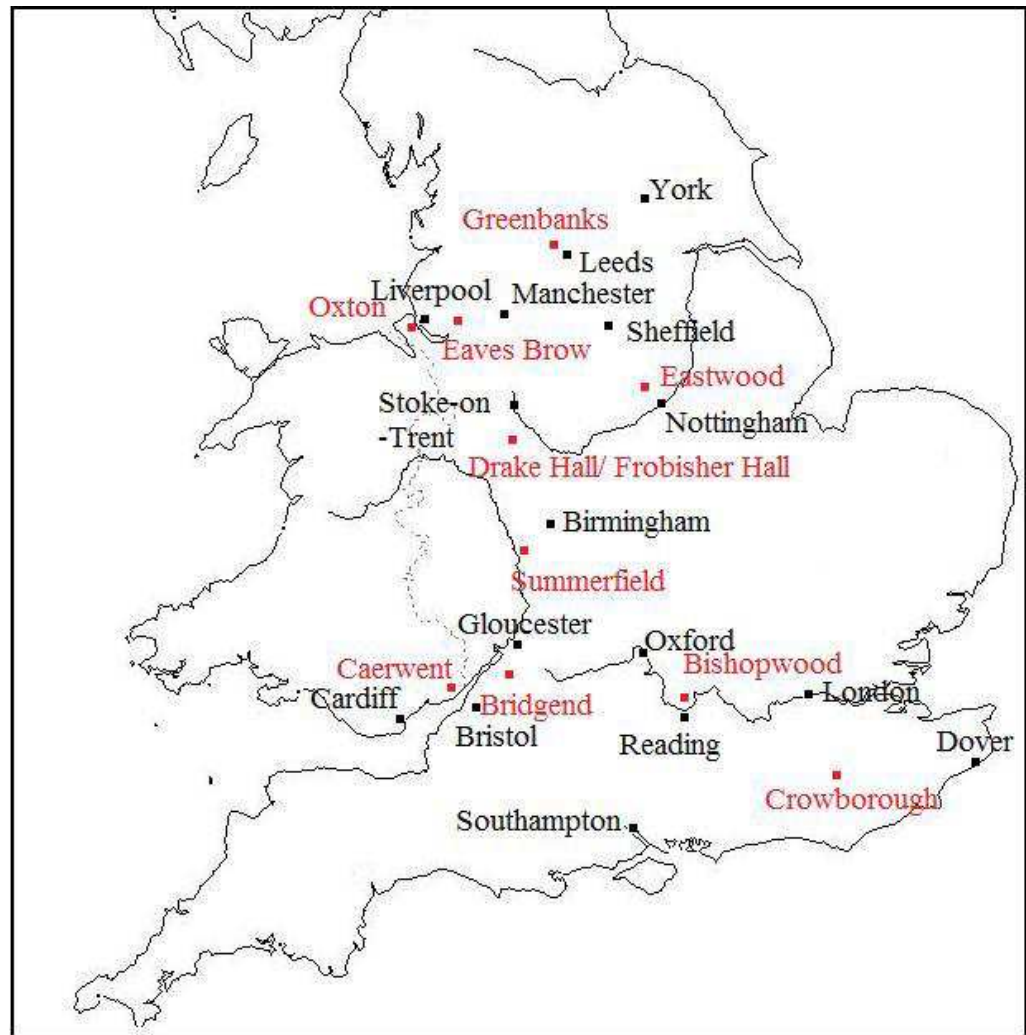 York
Greenbanks
Leeds
Liverpool
Manchester
Oxton
Sheffield
Eaves Brow
Eastwood
Stoke-on
-Trent
Nottingham
Drake Hall/ Frobisher Hall
Birmingham
Summerfield
Gloucester
Oxford
Caerwent
Bishopwood
Cardiff
London
Bridgend
Bristol
Reading
Dover
Crowborough
Southampton